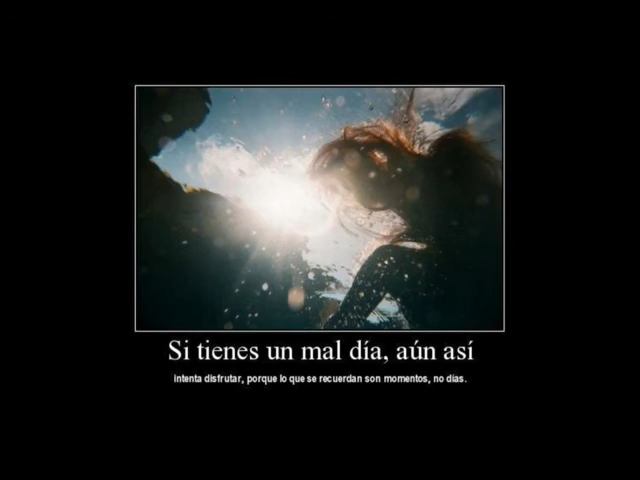 Si tienes un mal día, aún así
intenta disfrutar, porque lo que se recuerdan son momentos, no días.